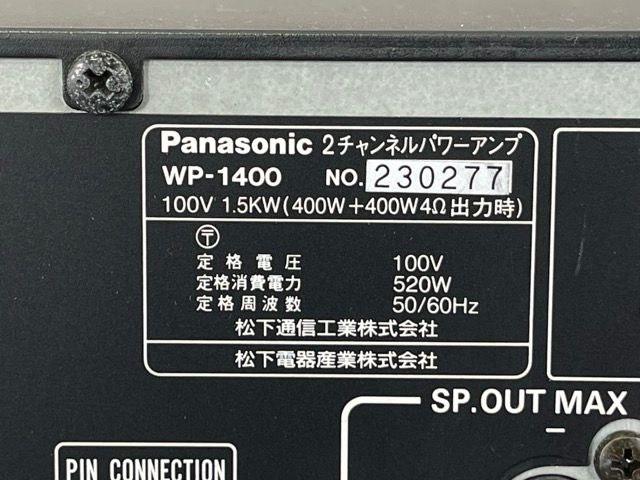 Panasonic 2チャンネルパワーアンプ
WP-1400 NO. 230277
100V 1.5KW(400W+400W4Ω出力時)
〶
定格電圧 100V
定格消費電力 520W
定格周波数 50/60Hz
松下通信工業株式会社
松下電器産業株式会社
SP.OUT MAX
−
PIN CONNECTION